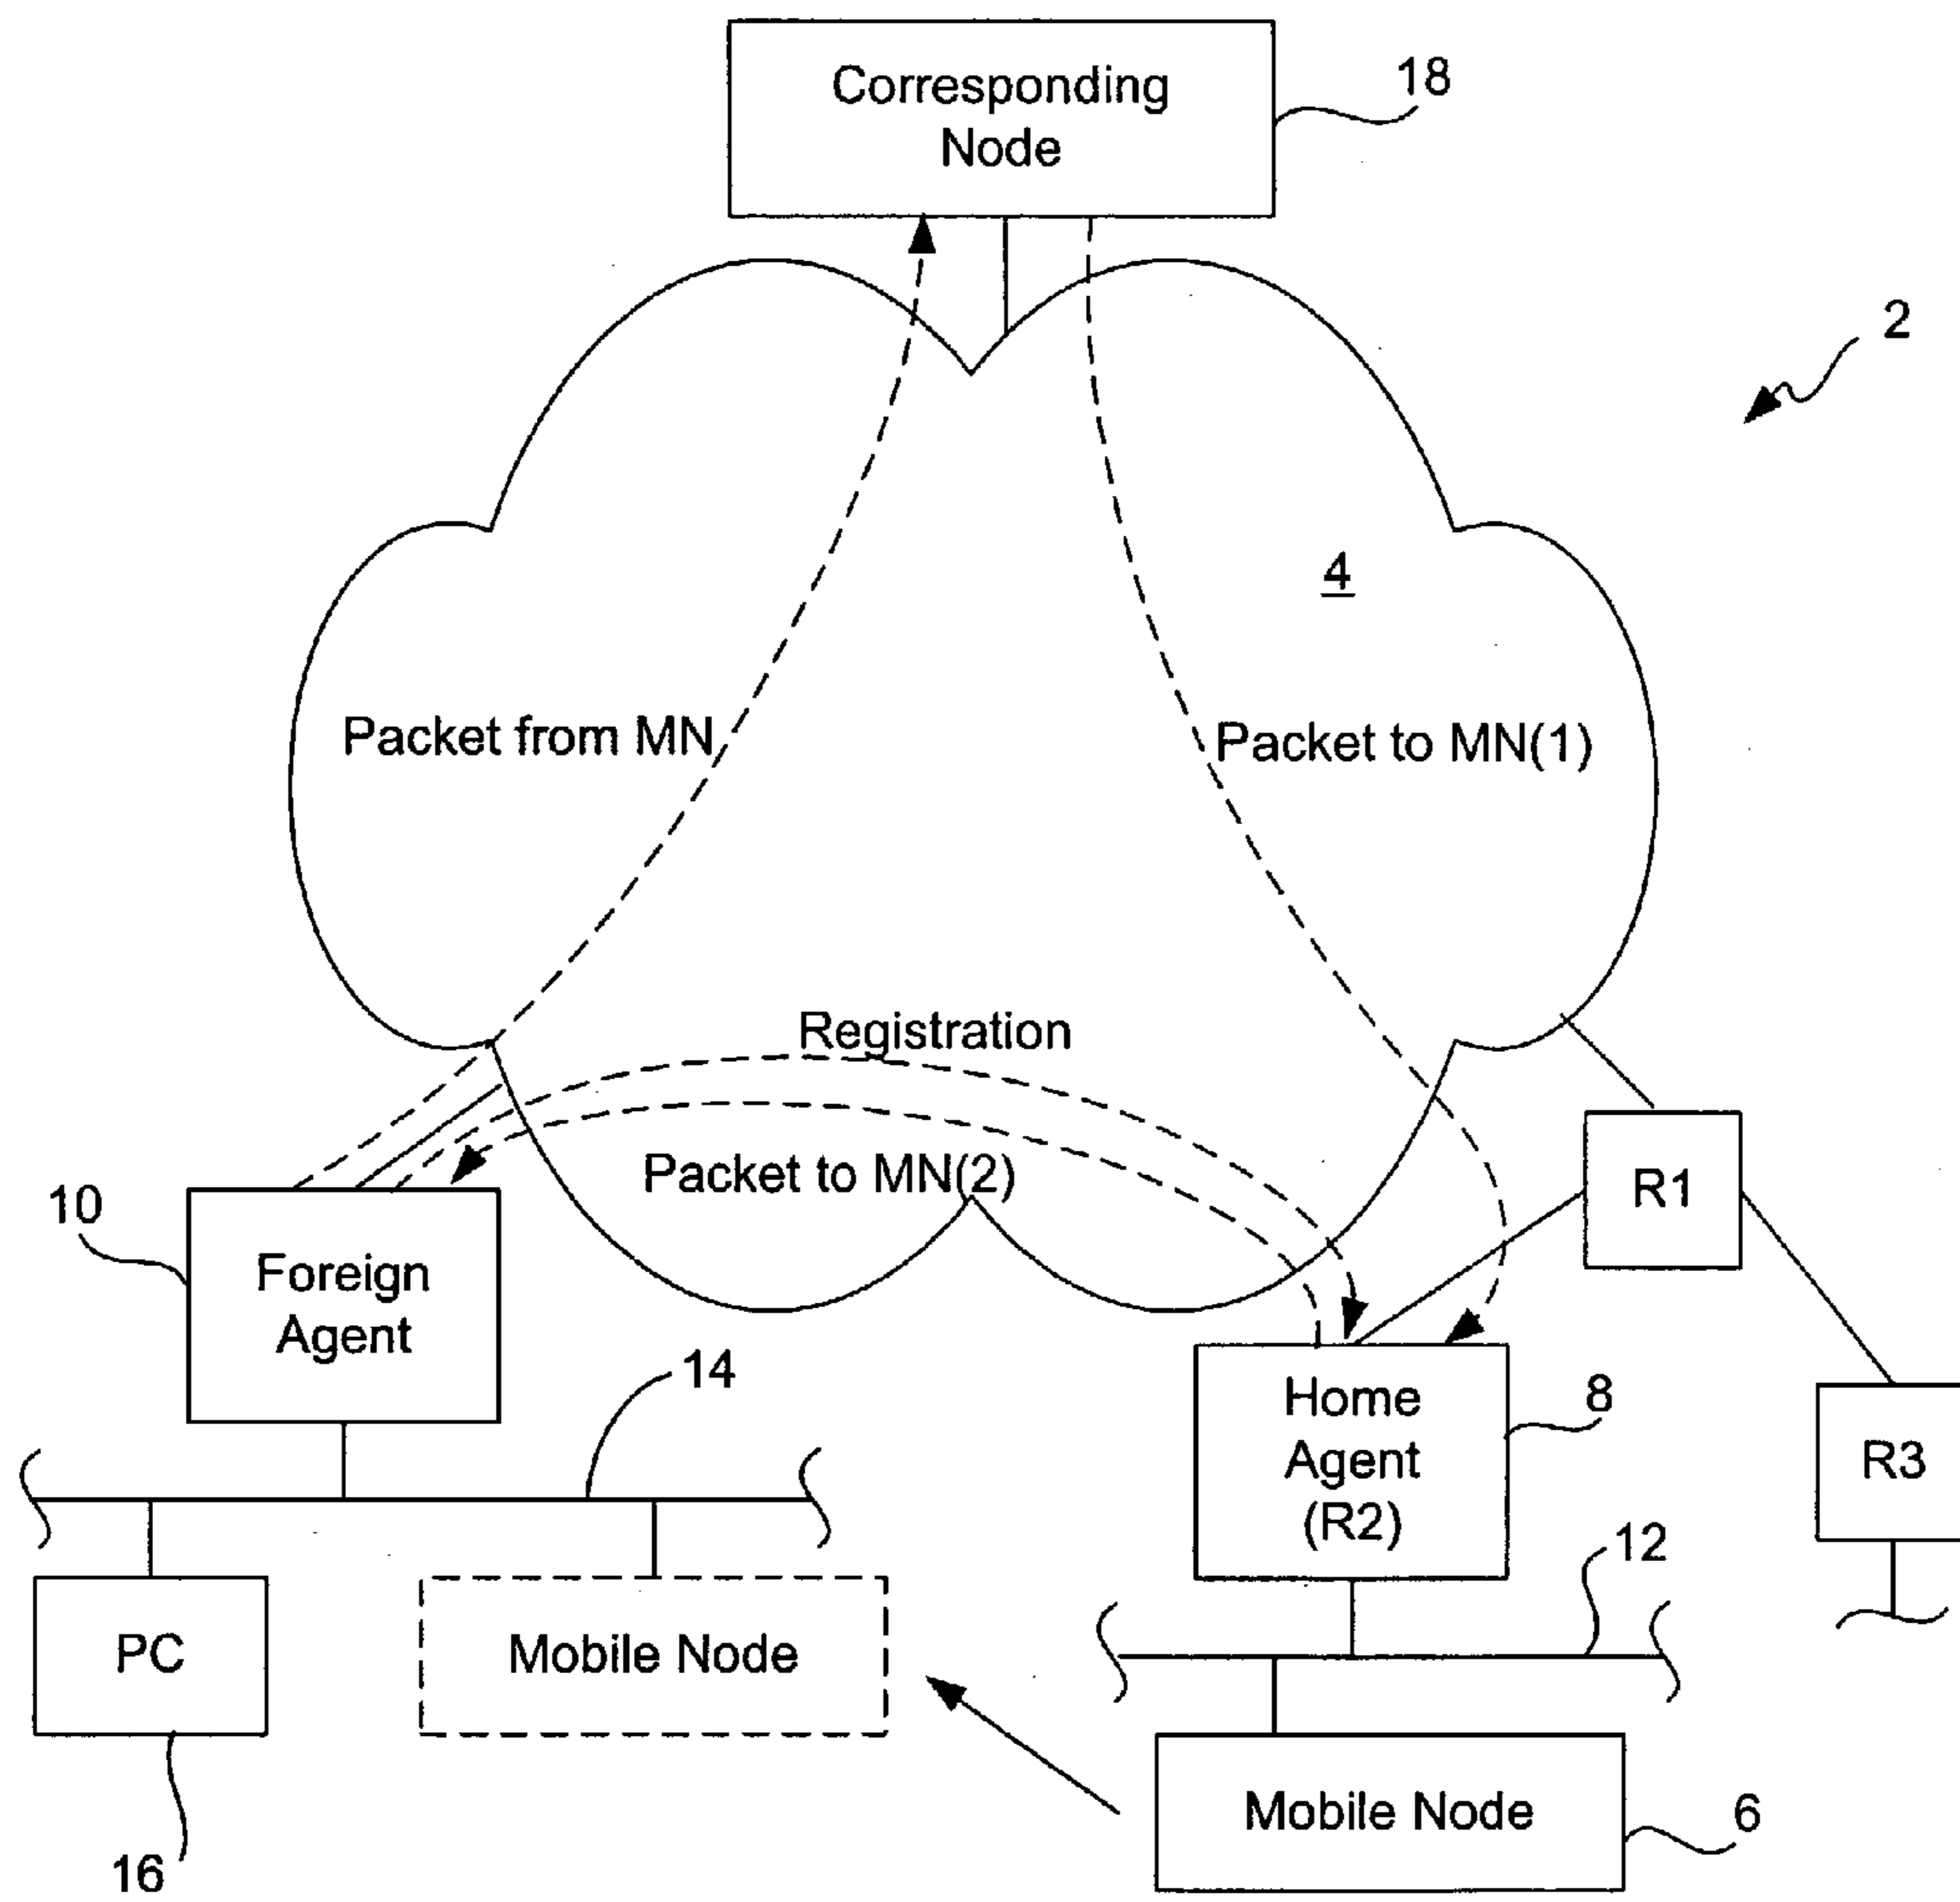 Corresponding
Node
18
2
4
Packet from MN
Packet to MN(1)
Registration
Packet to MN(2)
R1
10
Foreign
Agent
14
Home
Agent
(R2)
8
R3
12
PC
Mobile Node
Mobile Node
6
16